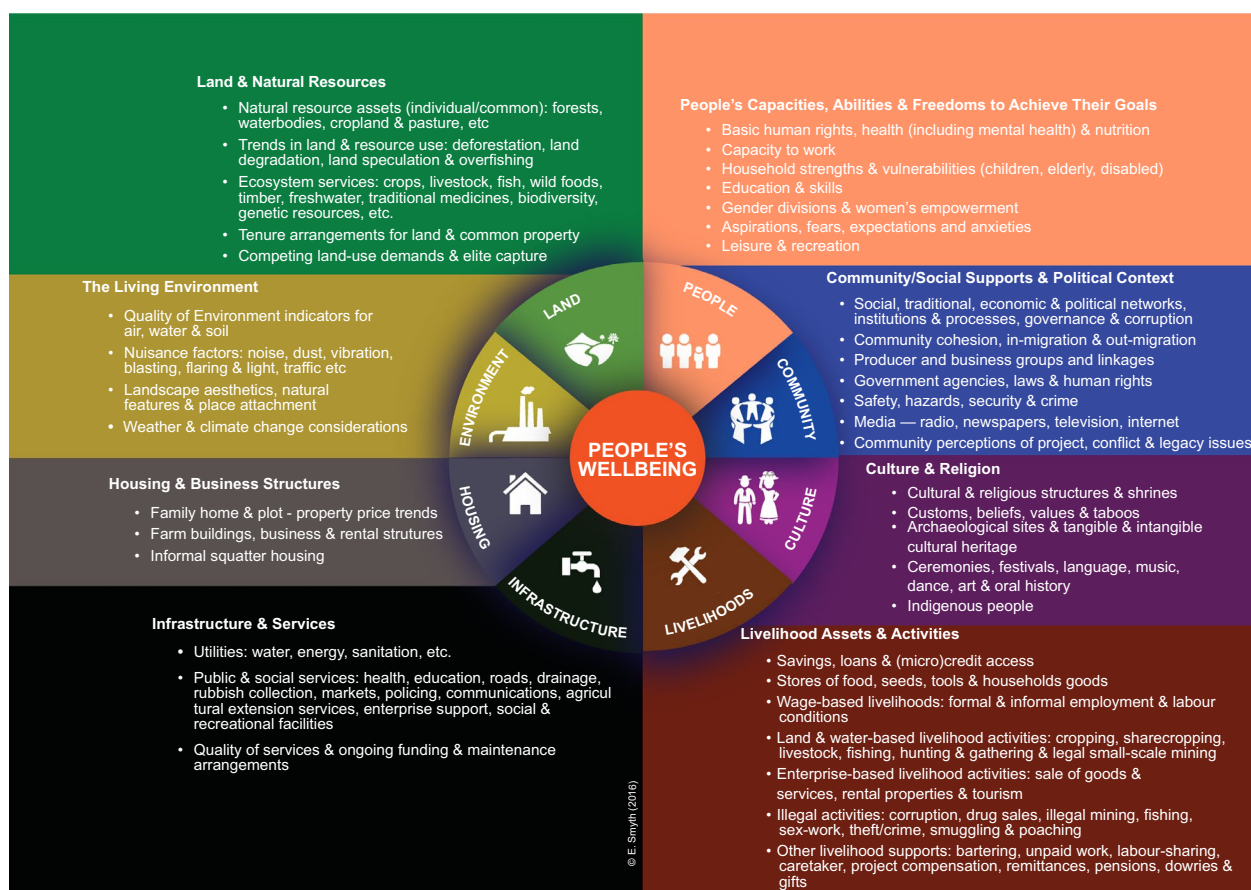 Land & Natural Resources
• Natural resource assets (individual/common): forests,
waterbodies, cropland & pasture, etc
• Trends in land & resource use: deforestation, land
degradation, land speculation & overfishing
• Ecosystem services: crops, livestock, fish, wild foods,
timber, freshwater, traditional medicines, biodiversity,
genetic resources, etc.
• Tenure arrangements for land & common property
• Competing land-use demands & elite capture
People's Capacities, Abilities & Freedoms to Achieve Their Goals
• Basic human rights, health (including mental health) & nutrition
• Capacity to work
• Household strengths & vulnerabilities (children, elderly, disabled)
• Education & skills
• Gender divisions & women's empowerment
• Aspirations, fears, expectations and anxieties
• Leisure & recreation
The Living Environment
• Quality of Environment indicators for
air, water & soil
• Nuisance factors: noise, dust, vibration,
blasting, flaring & light, traffic etc
• Landscape aesthetics, natural
features & place attachment
• Weather & climate change considerations
Community/Social Supports & Political Context
• Social, traditional, economic & political networks,
institutions & processes, governance & corruption
• Community cohesion, in-migration & out-migration
• Producer and business groups and linkages
• Government agencies, laws & human rights
• Safety, hazards, security & crime
• Media — radio, newspapers, television, internet
• Community perceptions of project, conflict & legacy issues
LAND
PEOPLE
ENVIRONMENT
COMMUNITY
PEOPLE'S
WELLBEING
HOUSING
CULTURE
INFRASTRUCTURE
LIVELIHOODS
Housing & Business Structures
• Family home & plot - property price trends
• Farm buildings, business & rental strutures
• Informal squatter housing
Culture & Religion
• Cultural & religious structures & shrines
• Customs, beliefs, values & taboos
• Archaeological sites & tangible & intangible
cultural heritage
• Ceremonies, festivals, language, music,
dance, art & oral history
• Indigenous people
Infrastructure & Services
• Utilities: water, energy, sanitation, etc.
• Public & social services: health, education, roads, drainage,
rubbish collection, markets, policing, communications, agricul
tural extension services, enterprise support, social &
recreational facilities
• Quality of services & ongoing funding & maintenance
arrangements
Livelihood Assets & Activities
• Savings, loans & (micro)credit access
• Stores of food, seeds, tools & households goods
• Wage-based livelihoods: formal & informal employment & labour
conditions
• Land & water-based livelihood activities: cropping, sharecropping,
livestock, fishing, hunting & gathering & legal small-scale mining
• Enterprise-based livelihood activities: sale of goods &
services, rental properties & tourism
• Illegal activities: corruption, drug sales, illegal mining, fishing,
sex-work, theft/crime, smuggling & poaching
• Other livelihood supports: bartering, unpaid work, labour-sharing,
caretaker, project compensation, remittances, pensions, dowries &
gifts
© E. Smyth (2016)